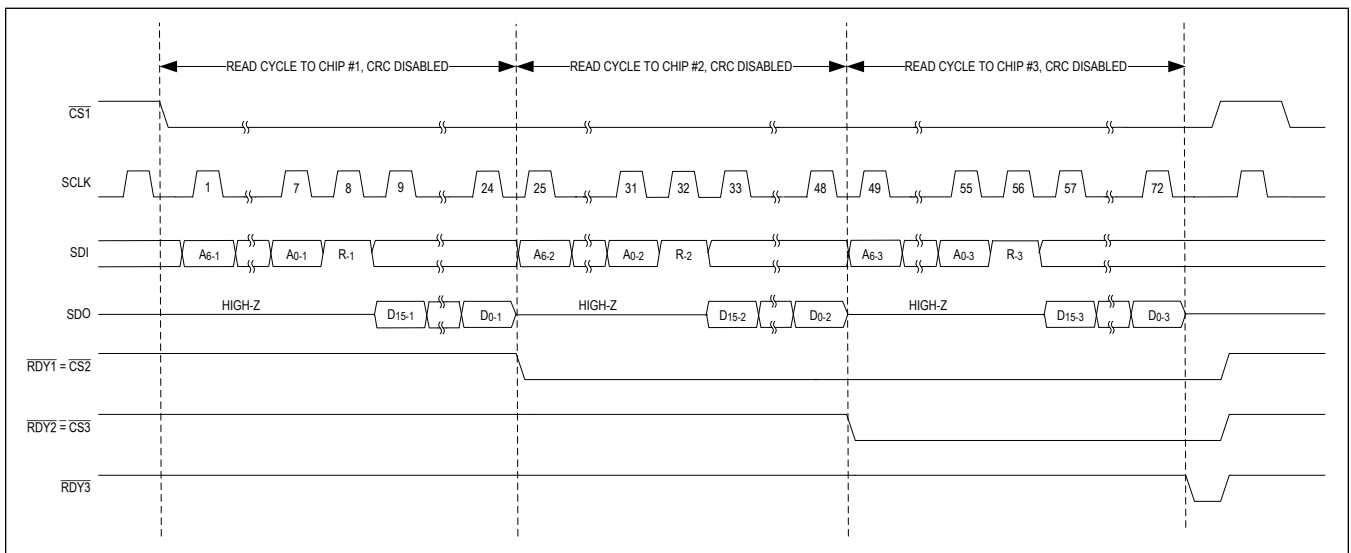 READ CYCLE TO CHIP #1, CRC DISABLED READ CYCLE TO CHIP #2, CRC DISABLED READ CYCLE TO CHIP #3, CRC DISABLED
CS1
SCLK 1 7 8 9 24 25 31 32 33 48 49 55 56 57 72
SDI A6-1 A0-1 R-1 A6-2 A0-2 R-2 A6-3 A0-3 R-3
HIGH-Z HIGH-Z HIGH-Z
SDO D15-1 D0-1 D15-2 D0-2 D15-3 D0-3
RDY1 = CS2
RDY2 = CS3
RDY3